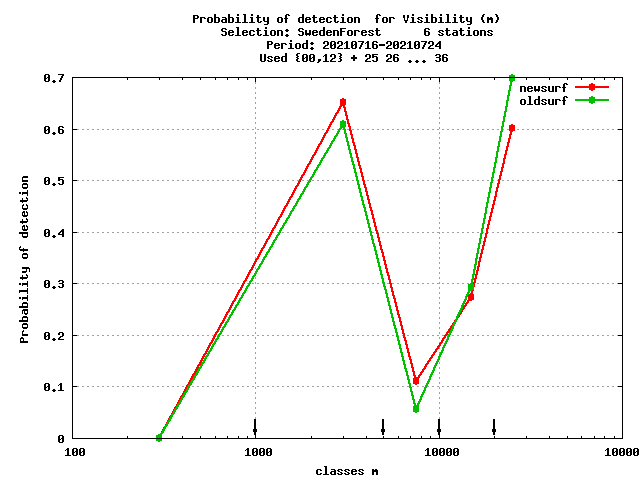 Probability of detection  for Visibility (m)
Selection: SwedenForest      6 stations
Period: 20210716-20210724
Used {00,12} + 25 26 ... 36
newsurf
oldsurf
0.7
0.6
0.5
0.4
0.3
0.2
0.1
0
Probability of detection
100 1000 10000 10000
classes m